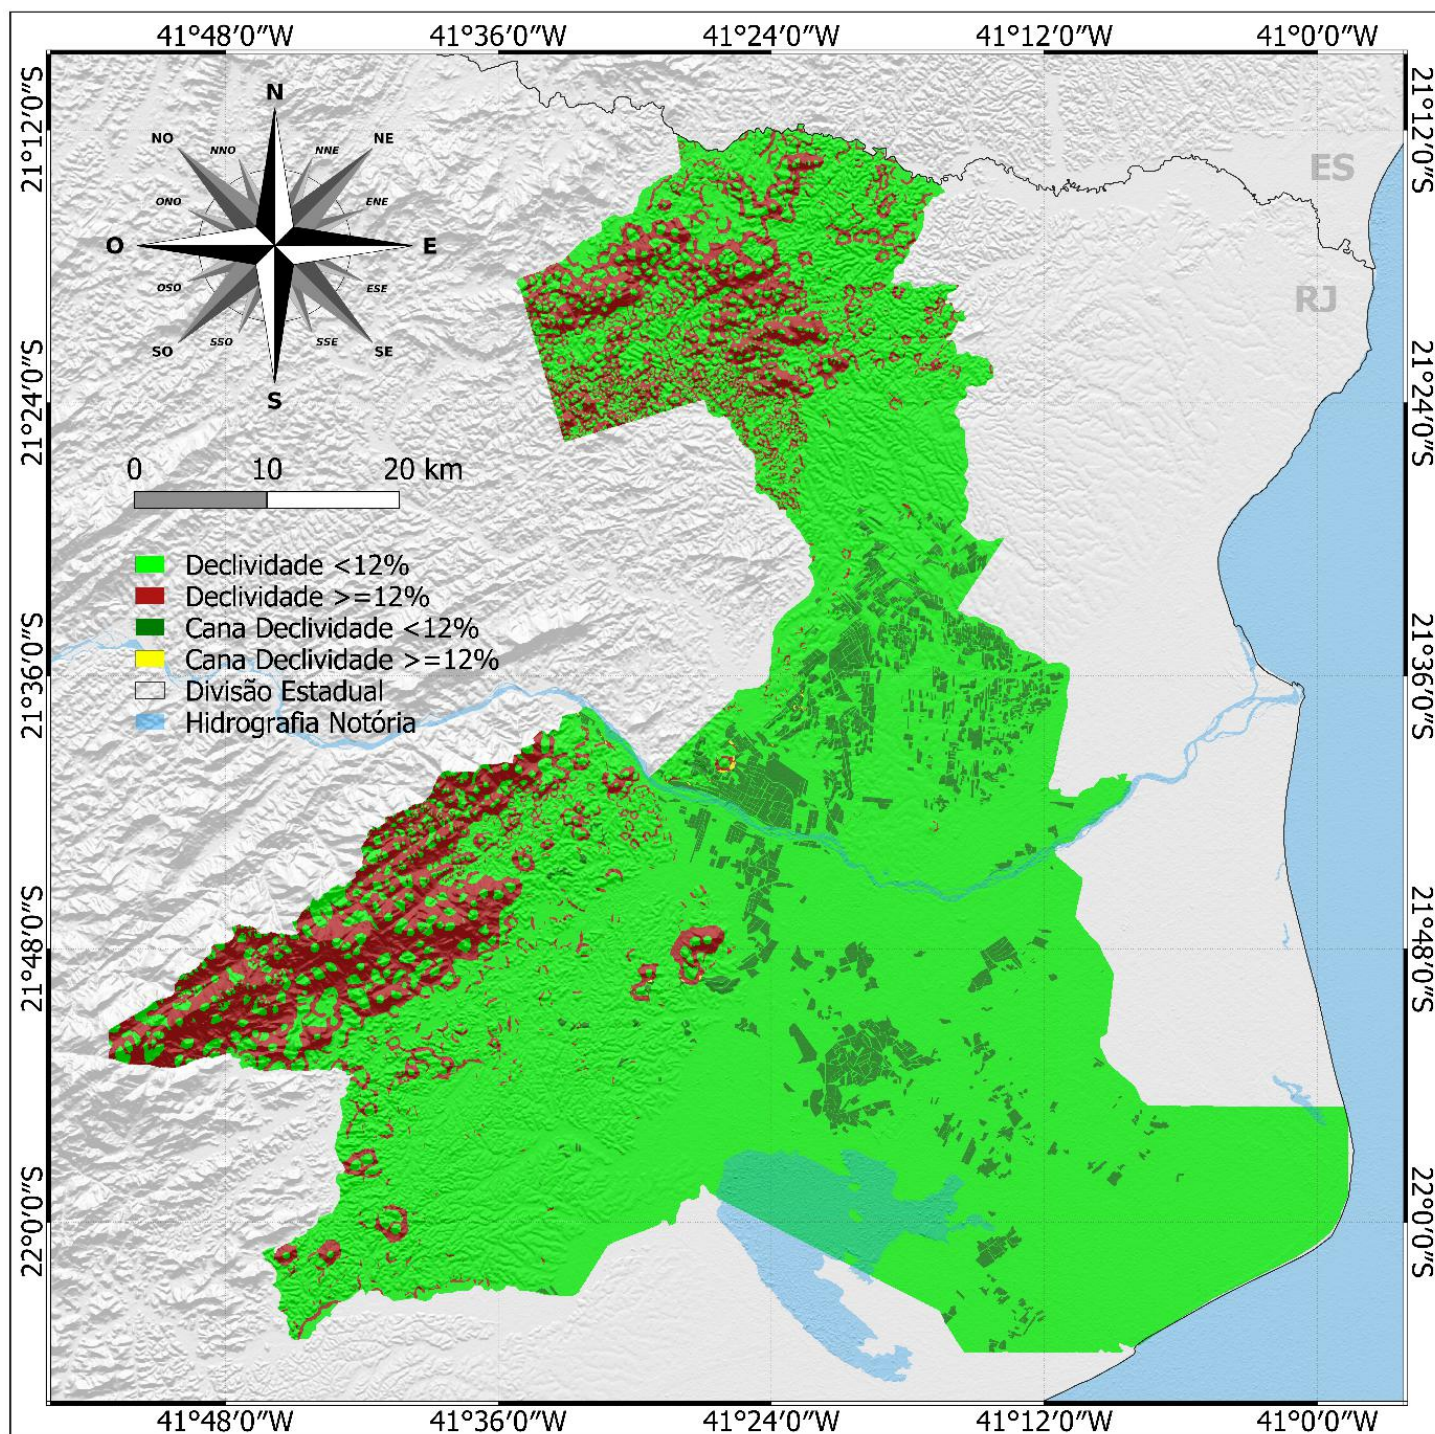 41°48′0″W 41°36′0″W 41°24′0″W 41°12′0″W 41°0′0″W
21°12′0″S
21°24′0″S
21°36′0″S
21°48′0″S
22°0′0″S
N
NO NNO NNE NE
ONO ENE
O E
OSO ESE
SO SSO SSE SE
S
ES
RJ
0 10 20 km
Declividade <12%
Declividade >=12%
Cana Declividade <12%
Cana Declividade >=12%
Divisão Estadual
Hidrografia Notória
21°12′0″S
21°24′0″S
21°36′0″S
21°48′0″S
22°0′0″S
41°48′0″W 41°36′0″W 41°24′0″W 41°12′0″W 41°0′0″W